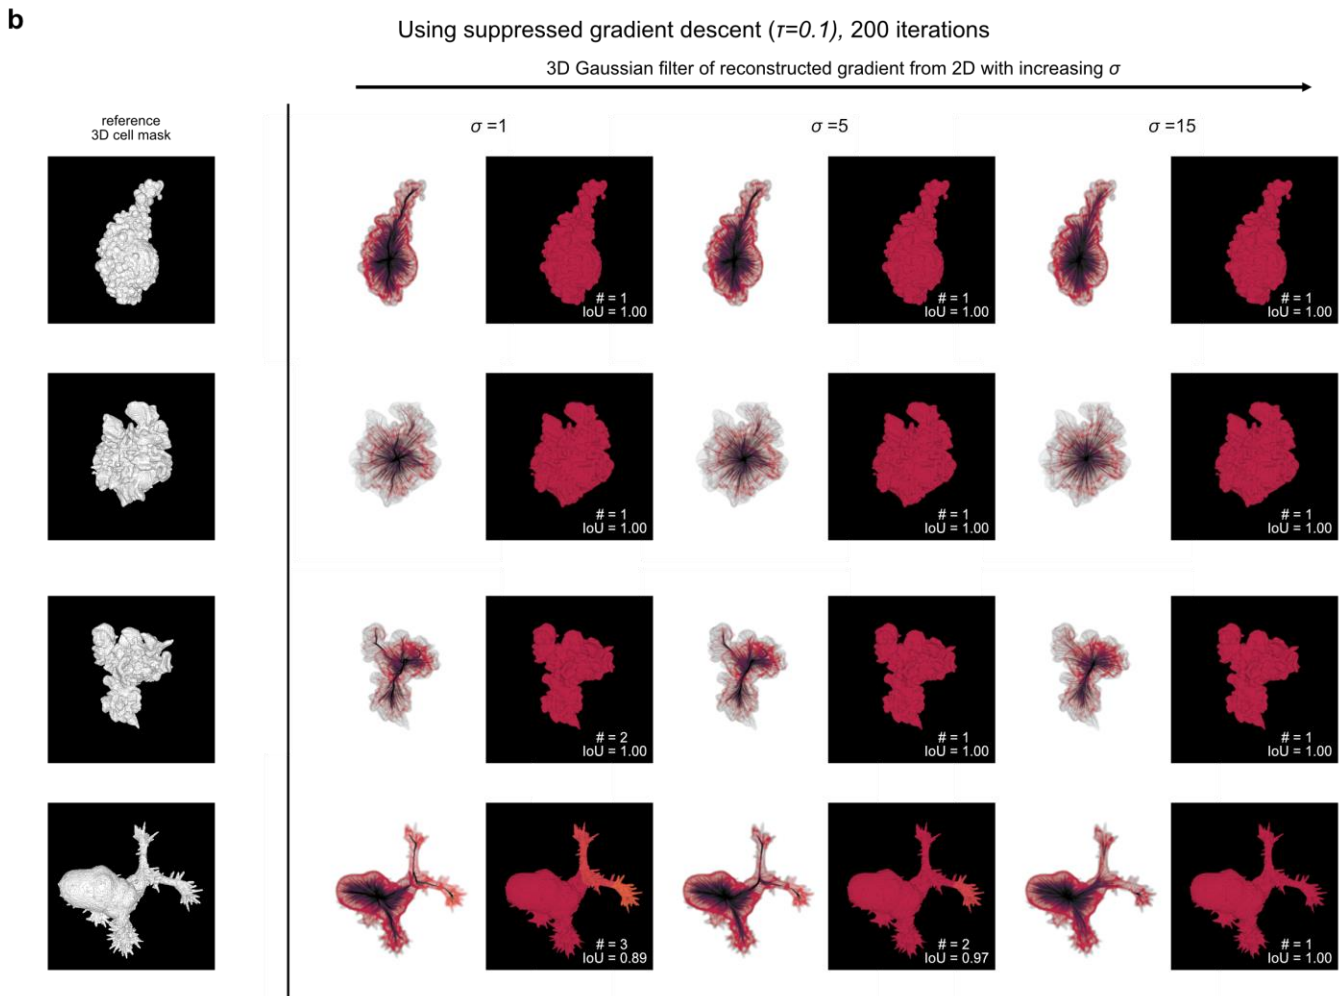 b
Using suppressed gradient descent (τ=0.1), 200 iterations
3D Gaussian filter of reconstructed gradient from 2D with increasing σ
reference
3D cell mask
σ =1
σ =5
σ =15
# = 1
IoU = 1.00
# = 1
IoU = 1.00
# = 1
IoU = 1.00
# = 1
IoU = 1.00
# = 1
IoU = 1.00
# = 1
IoU = 1.00
# = 2
IoU = 1.00
# = 1
IoU = 1.00
# = 1
IoU = 1.00
# = 3
IoU = 0.89
# = 2
IoU = 0.97
# = 1
IoU = 1.00